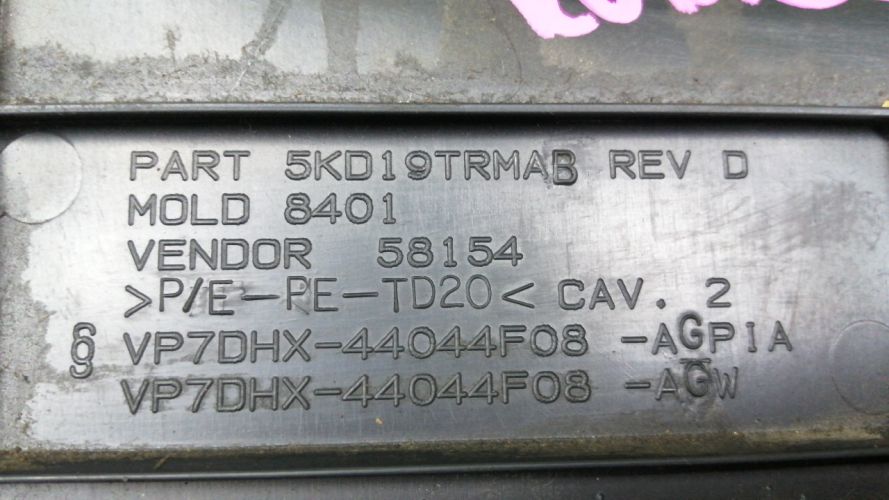 PART 5KD19TRMAB REV D
MOLD 8401
VENDOR 58154
>P/E-PE-TD20< CAV. 2
§ VP7DHX-44044F08 -AGPIA
VP7DHX-44044F08 -AGW